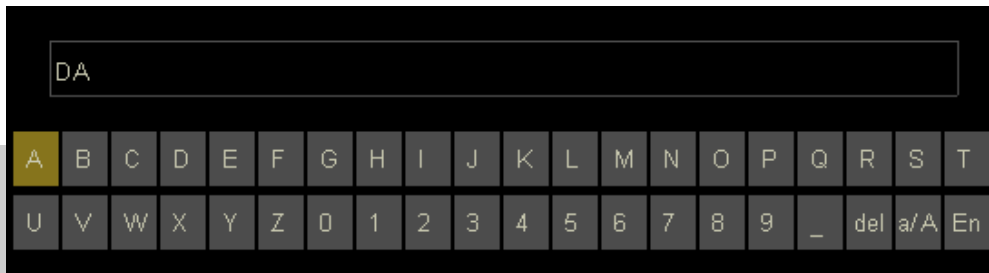 DA
A B C D E F G H I J K L M N O P Q R S T
U V W X Y Z 0 1 2 3 4 5 6 7 8 9 _ del a/A En